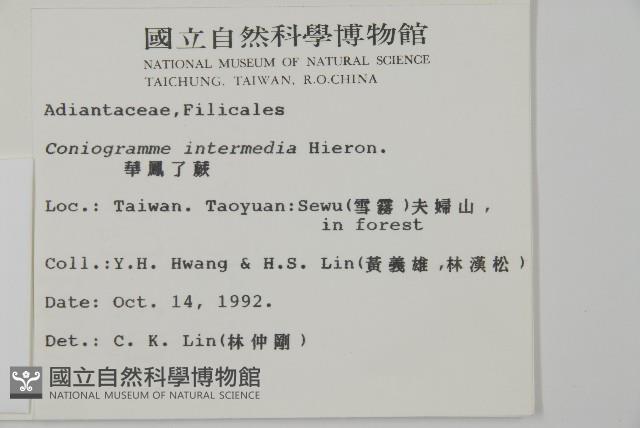 國立自然科學博物館
NATIONAL MUSEUM OF NATURAL SCIENCE
TAICHUNG, TAIWAN, R.O.CHINA
Adiantaceae,Filicales
Coniogramme intermedia Hieron.
華鳳了蕨
Loc.: Taiwan. Taoyuan:Sewu(雪霧)夫婦山,
in forest
Coll.:Y.H. Hwang & H.S. Lin(黃義雄,林漢松)
Date: Oct. 14, 1992.
Det.: C. K. Lin(林仲剛)
國立自然科學博物館
NATIONAL MUSEUM OF NATURAL SCIENCE